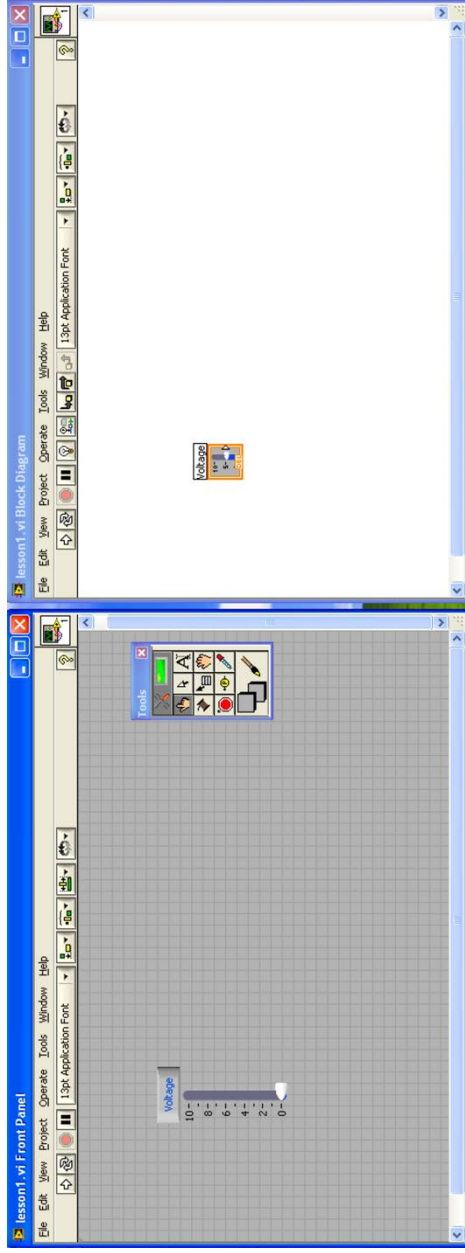 lesson1.vi Front Panel
File Edit View Project Operate Tools Window Help
13pt Application Font
Voltage
10
8
6
4
2
0
Tools
lesson1.vi Block Diagram
File Edit View Project Operate Tools Window Help
13pt Application Font
Voltage
10
5